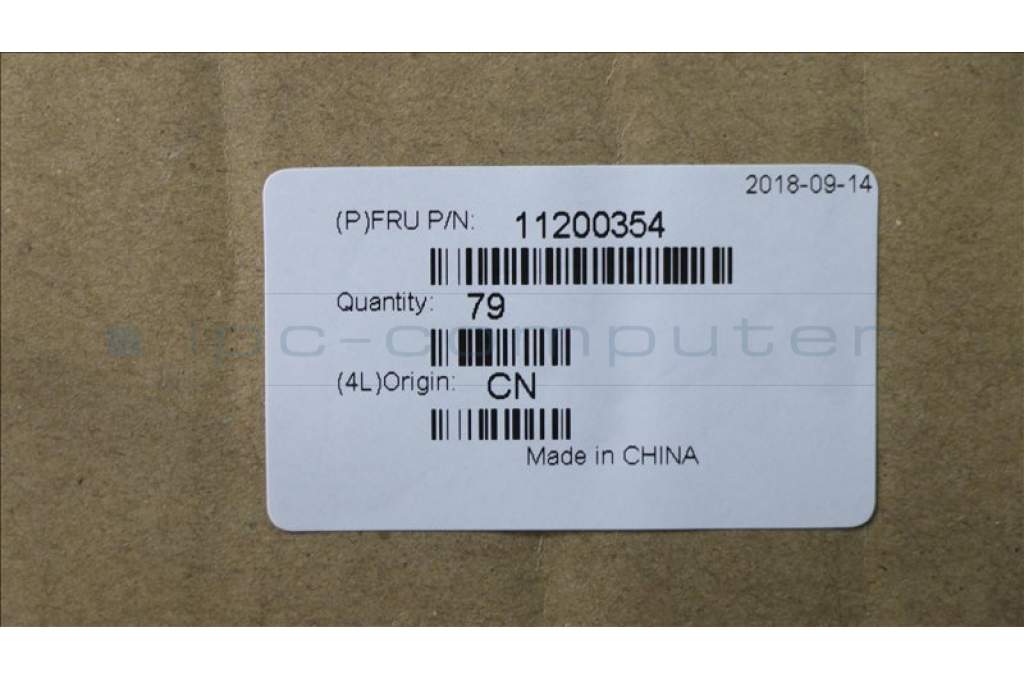 2018-09-14
(P)FRU P/N: 11200354
Quantity: 79
ipc-computer
(4L)Origin: CN
Made in CHINA